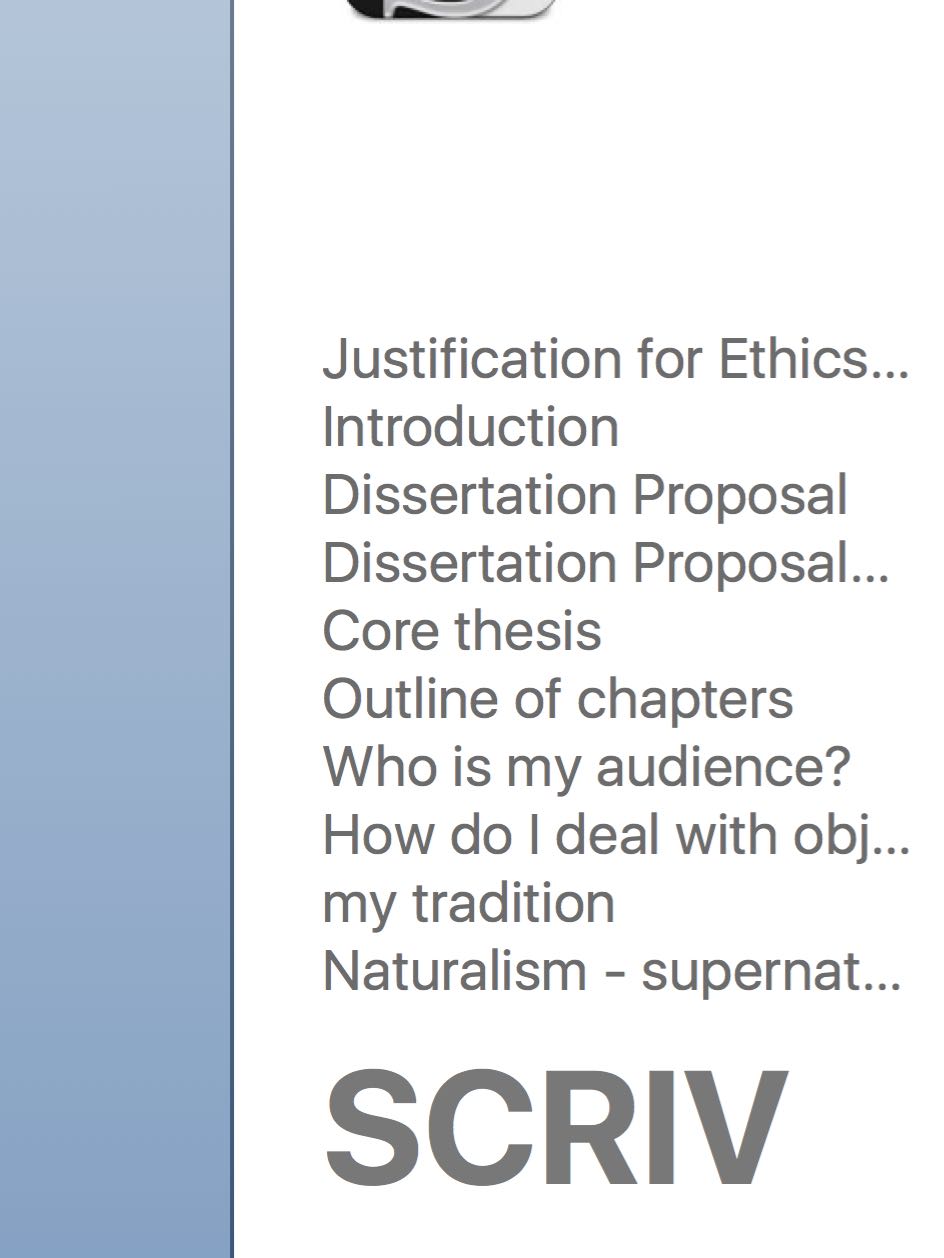 Justification for Ethics...
Introduction
Dissertation Proposal
Dissertation Proposal...
Core thesis
Outline of chapters
Who is my audience?
How do I deal with obj...
my tradition
Naturalism - supernat...
SCRIV